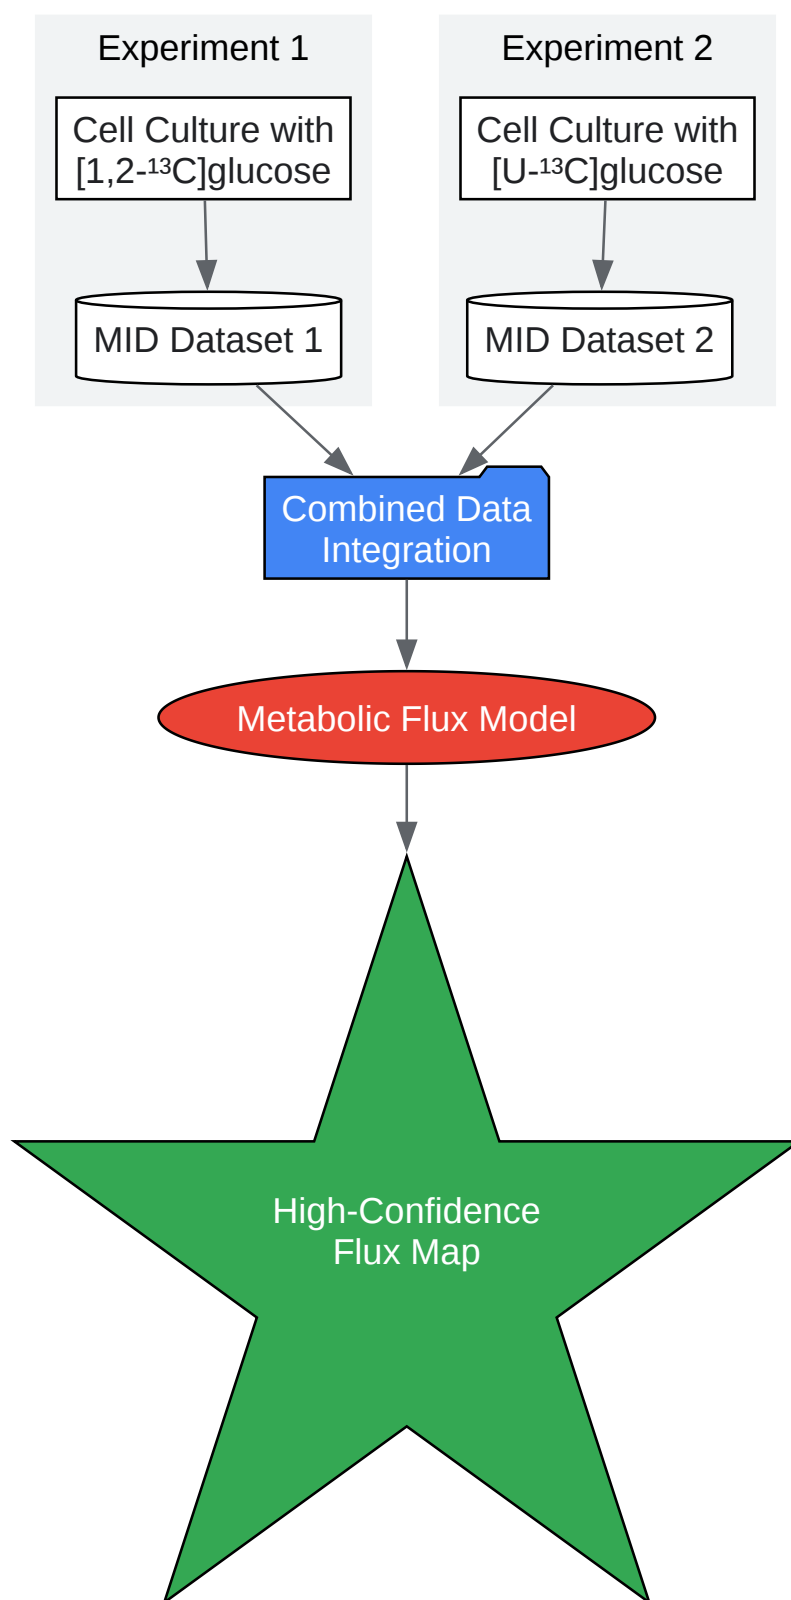 Experiment 1
Cell Culture with
[1,2-¹³C]glucose
MID Dataset 1
Experiment 2
Cell Culture with
[U-¹³C]glucose
MID Dataset 2
Combined Data
Integration
Metabolic Flux Model
High-Confidence
Flux Map